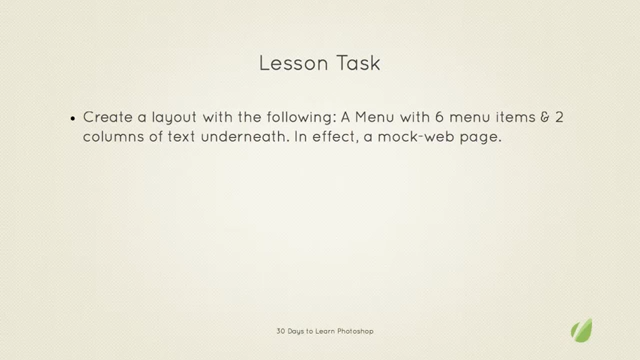 Lesson Task
• Create a layout with the following: A Menu with 6 menu items & 2
columns of text underneath. In effect, a mock-web page.
30 Days to Learn Photoshop